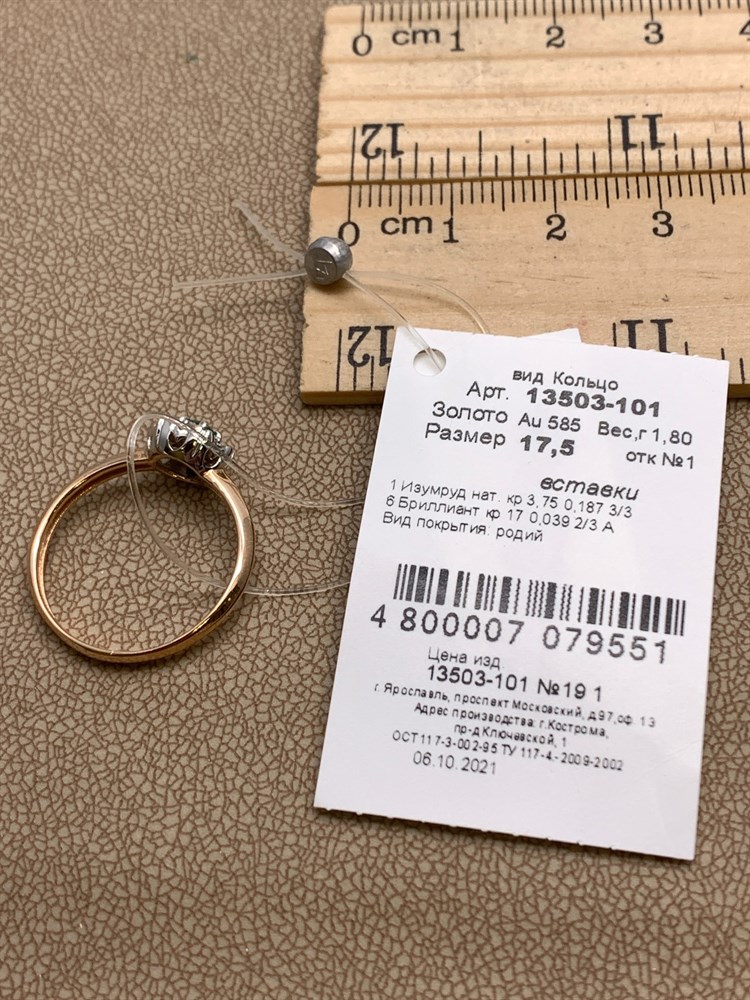 0 cm 1 2 3 4
12 11
0 cm 1 2 3
12 11
вид Кольцо
Арт. 13503-101
Золото Au 585 Вес,г 1,80
Размер 17,5 отк №1
вставки
1 Изумруд нат. кр 3,75 0,187 3/3
6 Бриллиант кр 17 0,039 2/3 А
Вид покрытия: родий
4 800007 079551
Цена изд.
13503-101 №19 1
г. Ярославль, проспект Московский, д.97,оф. 13
Адрес производства: г.Кострома,
пр-д Ключевской, 1
ОСТ117-3-002-95 ТУ 117-4.-2009-2002
06.10.2021